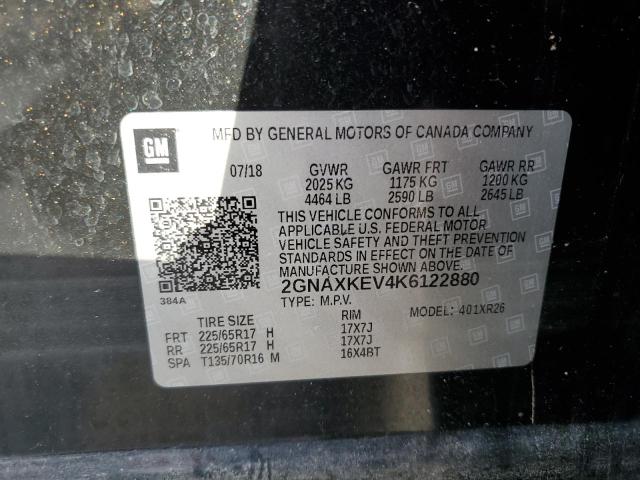 GM
MFD BY GENERAL MOTORS OF CANADA COMPANY
07/18 GVWR GAWR FRT GAWR RR
2025 KG 1175 KG 1200 KG
4464 LB 2590 LB 2645 LB
THIS VEHICLE CONFORMS TO ALL
APPLICABLE U.S. FEDERAL MOTOR
VEHICLE SAFETY AND THEFT PREVENTION
STANDARDS IN EFFECT ON THE DATE OF
MANUFACTURE SHOWN ABOVE.
2GNAXKEV4K6122880
384A
TYPE: M.P.V. MODEL: 401XR26
TIRE SIZE RIM
FRT 225/65R17 H 17X7J
RR 225/65R17 H 17X7J
SPA T135/70R16 M 16X4BT